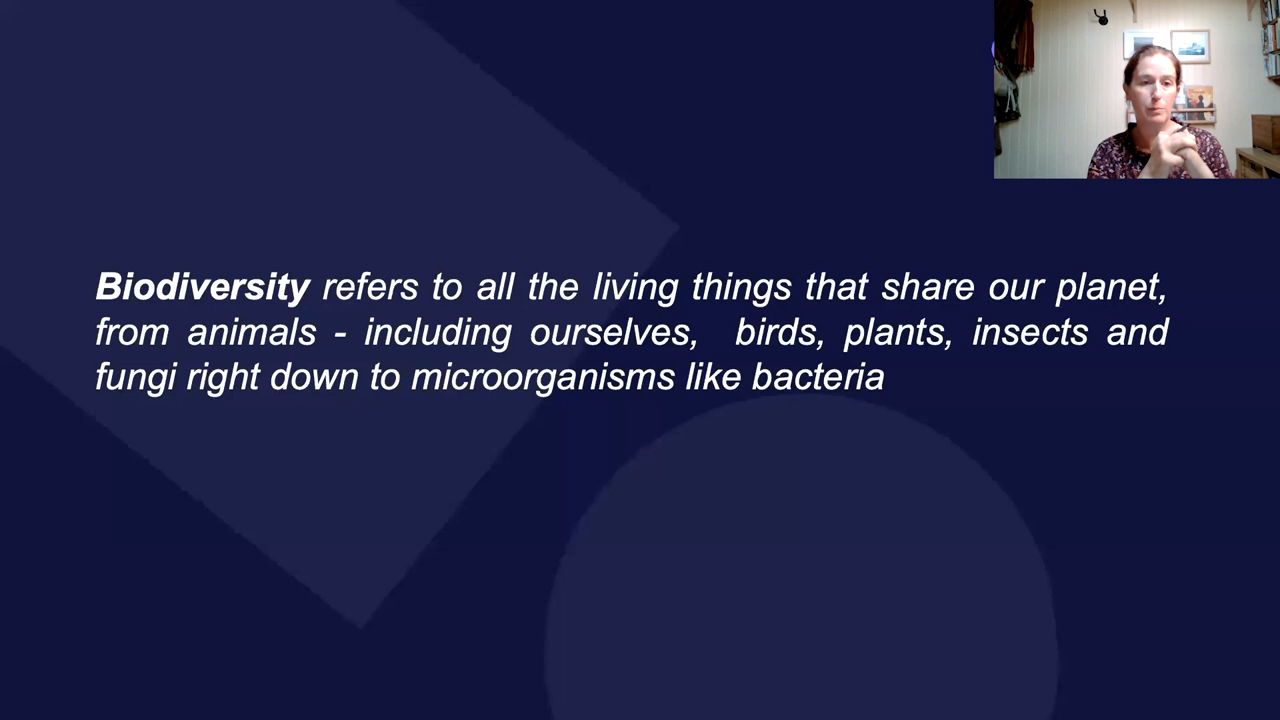 Biodiversity refers to all the living things that share our planet,
from animals - including ourselves,  birds, plants, insects and
fungi right down to microorganisms like bacteria